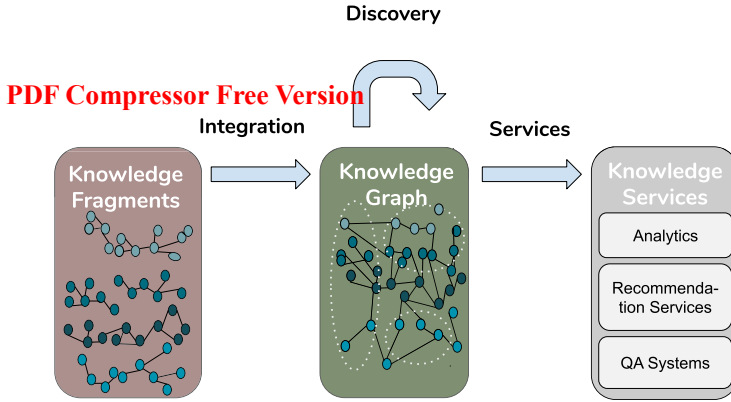 Discovery
PDF Compressor Free Version
Integration
Services
Knowledge
Fragments
Knowledge
Graph
Knowledge
Services
Analytics
Recommenda-
tion Services
QA Systems